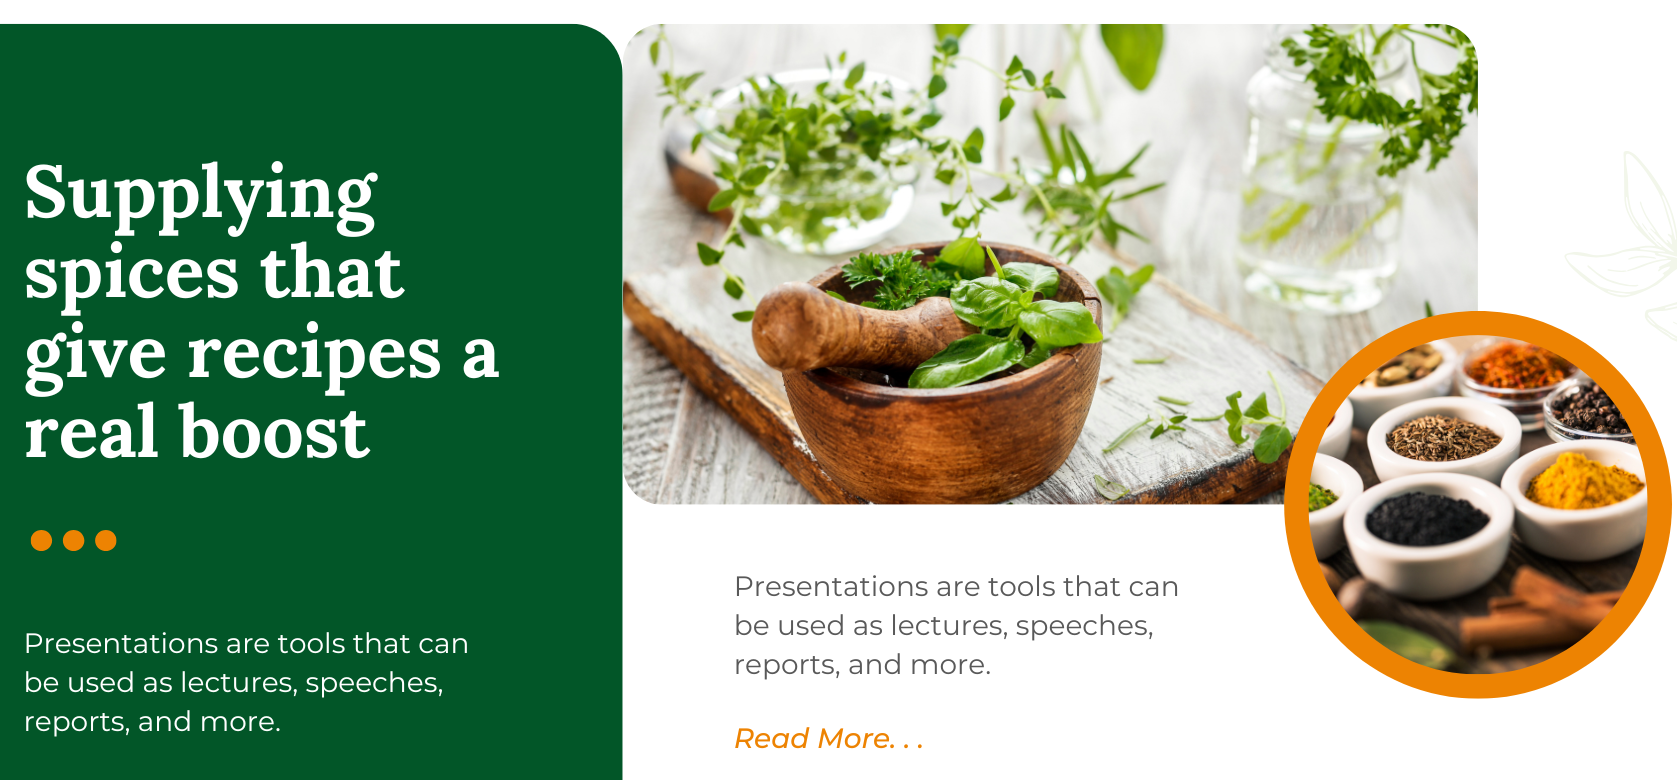 Supplying
spices that
give recipes a
real boost
Presentations are tools that can
be used as lectures, speeches,
reports, and more.
Presentations are tools that can
be used as lectures, speeches,
reports, and more.
Read More. . .